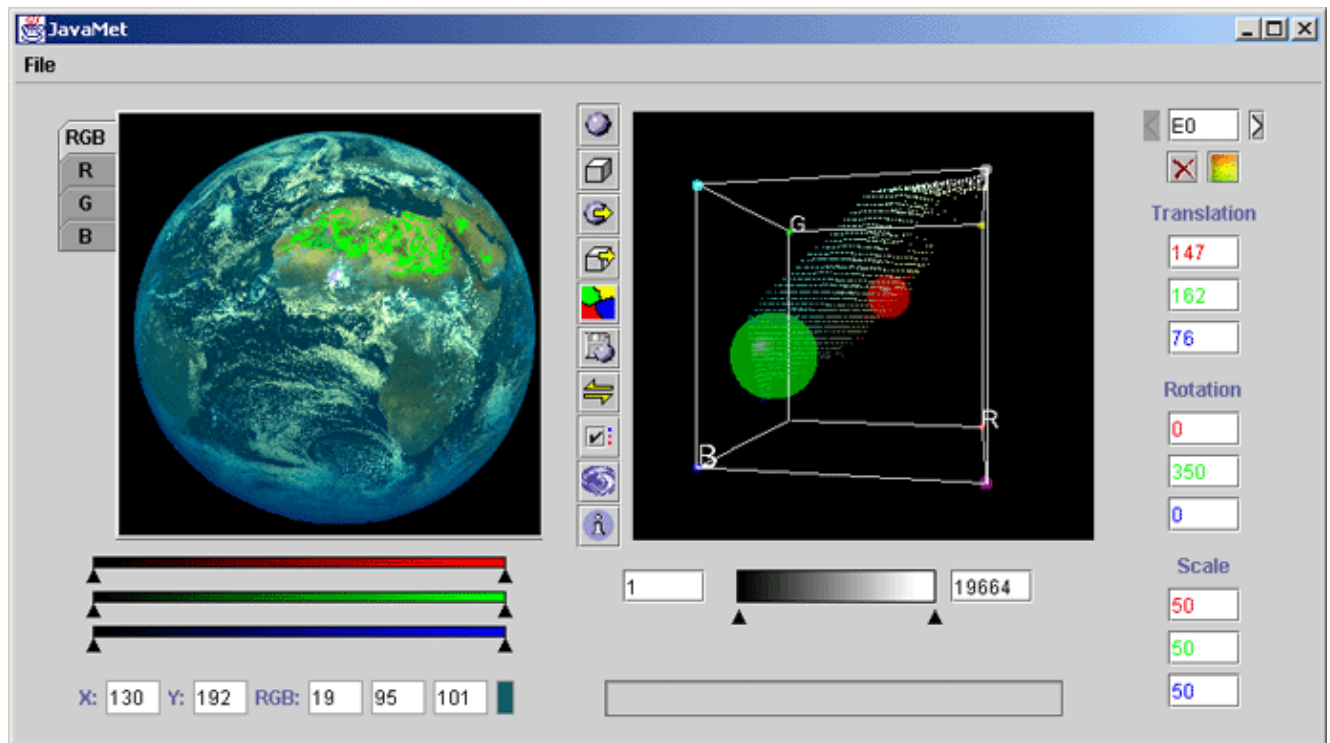 JavaMet
File
RGB
R
G
B
G
R
B
1
19664
X: 130 Y: 192 RGB: 19 95 101
E0
Translation
147
162
76
Rotation
0
350
0
Scale
50
50
50